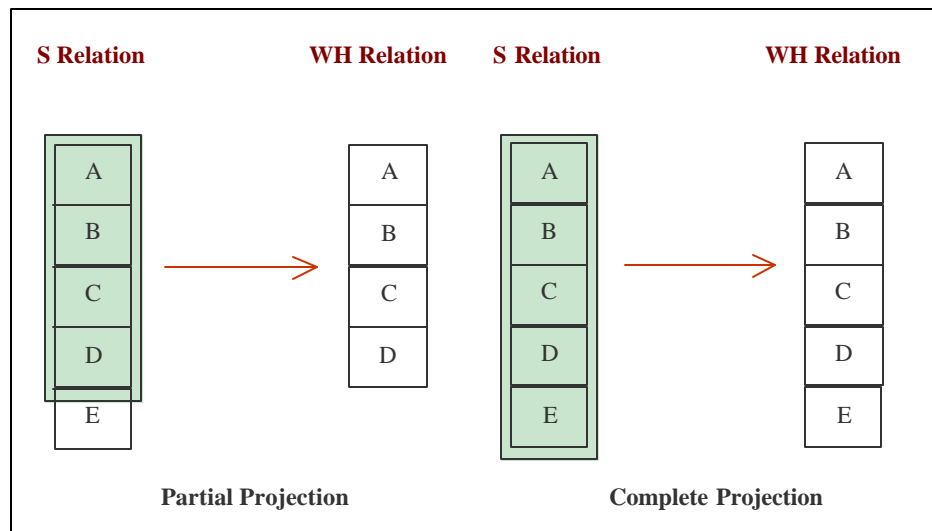 S Relation
WH Relation
A
B
C
D
E
A
B
C
D
Partial Projection
S Relation
WH Relation
A
B
C
D
E
A
B
C
D
E
Complete Projection